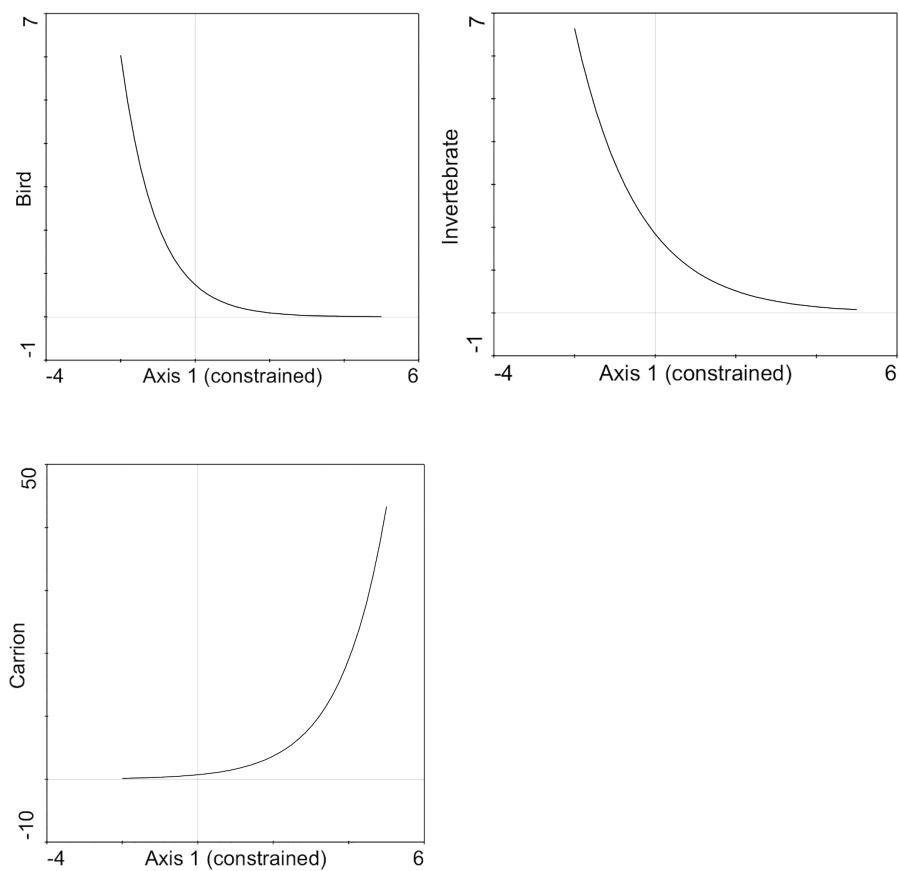 7
Bird
-1
-4
Axis 1 (constrained)
6
7
Invertebrate
-1
-4
Axis 1 (constrained)
6
50
Carrion
-10
-4
Axis 1 (constrained)
6